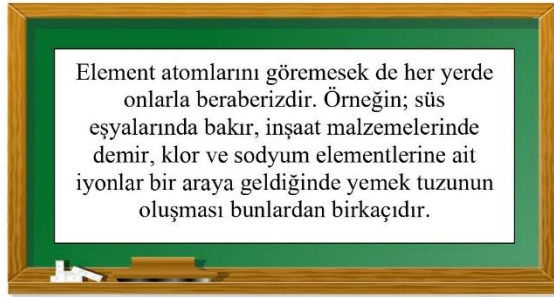 Element atomlarını göremesek de her yerde
onlarla beraberizdir. Örneğin; süs
eşyalarında bakır, inşaat malzemelerinde
demir, klor ve sodyum elementlerine ait
iyonlar bir araya geldiğinde yemek tuzunun
oluşması bunlardan birkaçıdır.